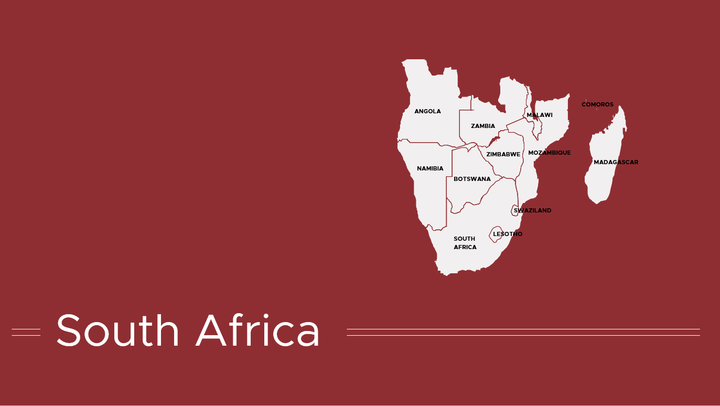 ANGOLA
ZAMBIA
MALAWI
COMOROS
ZIMBABWE
MOZAMBIQUE
MADAGASCAR
NAMIBIA
BOTSWANA
SWAZILAND
LESOTHO
SOUTH
AFRICA
South Africa